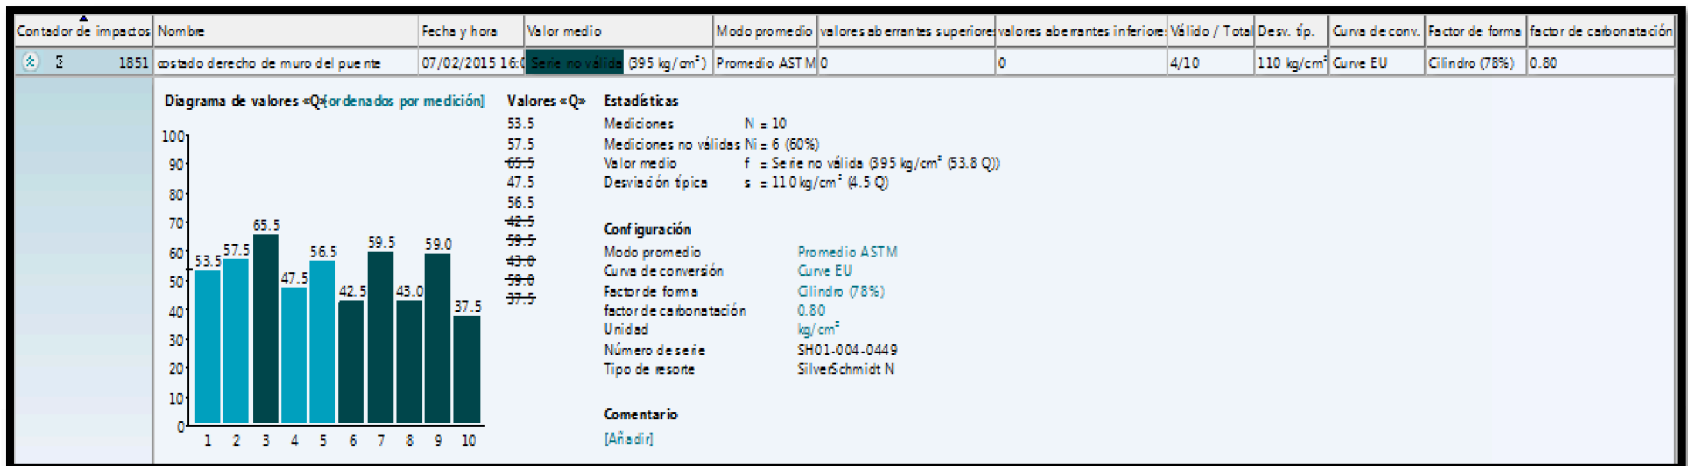 Contador de impactos Nombre Fecha y hora Valor medio Modo promedio valores aberrantes superiore: valores aberrantes inferiore: Válido / Total Desv. típ. Curva de conv. Factor de forma factor de carbonatación
Σ 1851 costado derecho de muro del puente 07/02/2015 16:0 Serie no válida (395 kg/cm²) Promedio ASTM 0 0 4/10 110 kg/cm² Curve EU Cilindro (78%) 0.80
Diagrama de valores «Q» [ordenados por medición] Valores «Q» Estadísticas
53.5 Mediciones N = 10
57.5 Mediciones no válidas Ni = 6 (60%)
65.5 Valor medio f = Serie no válida (395 kg/cm² (53.8 Q))
47.5 Desviación típica s = 110 kg/cm² (4.5 Q)
56.5
42.5
59.5
43.0
59.0
37.5
Configuración
Modo promedio Promedio ASTM
Curva de conversión Curve EU
Factor de forma Cilindro (78%)
factor de carbonatación 0.80
Unidad kg/cm²
Número de serie SH01-004-0449
Tipo de resorte SilverSchmidt N
Comentario
[Añadir]
100
90
80
70
60
50
40
30
20
10
0
53.5 57.5 65.5 47.5 56.5 42.5 59.5 43.0 59.0 37.5
1 2 3 4 5 6 7 8 9 10